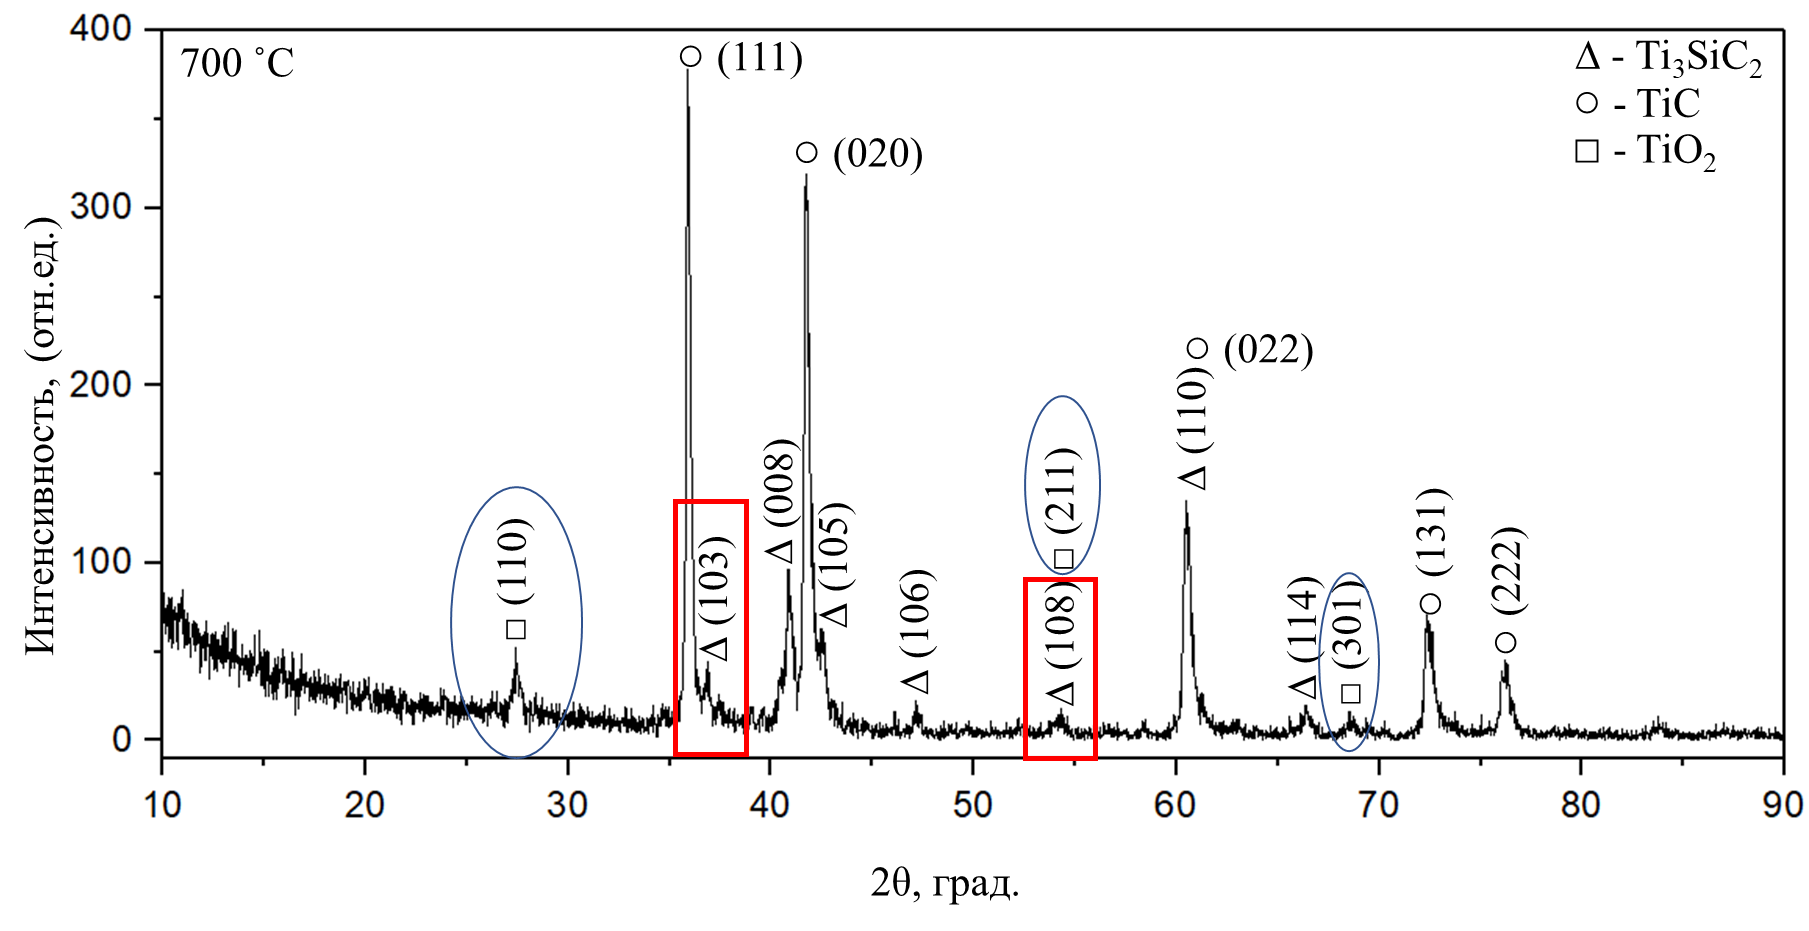 400
300
200
100
0
Интенсивность, (отн.ед.)
700 ˚C
Δ - Ti₃SiC₂
○ - TiC
□ - TiO₂
□ (110)
○ (111)
Δ (103)
Δ (008)
○ (020)
Δ (105)
Δ (106)
□ (211)
Δ (108)
○ (022)
Δ (110)
Δ (114)
□ (301)
○ (131)
○ (222)
10 20 30 40 50 60 70 80 90
2θ, град.